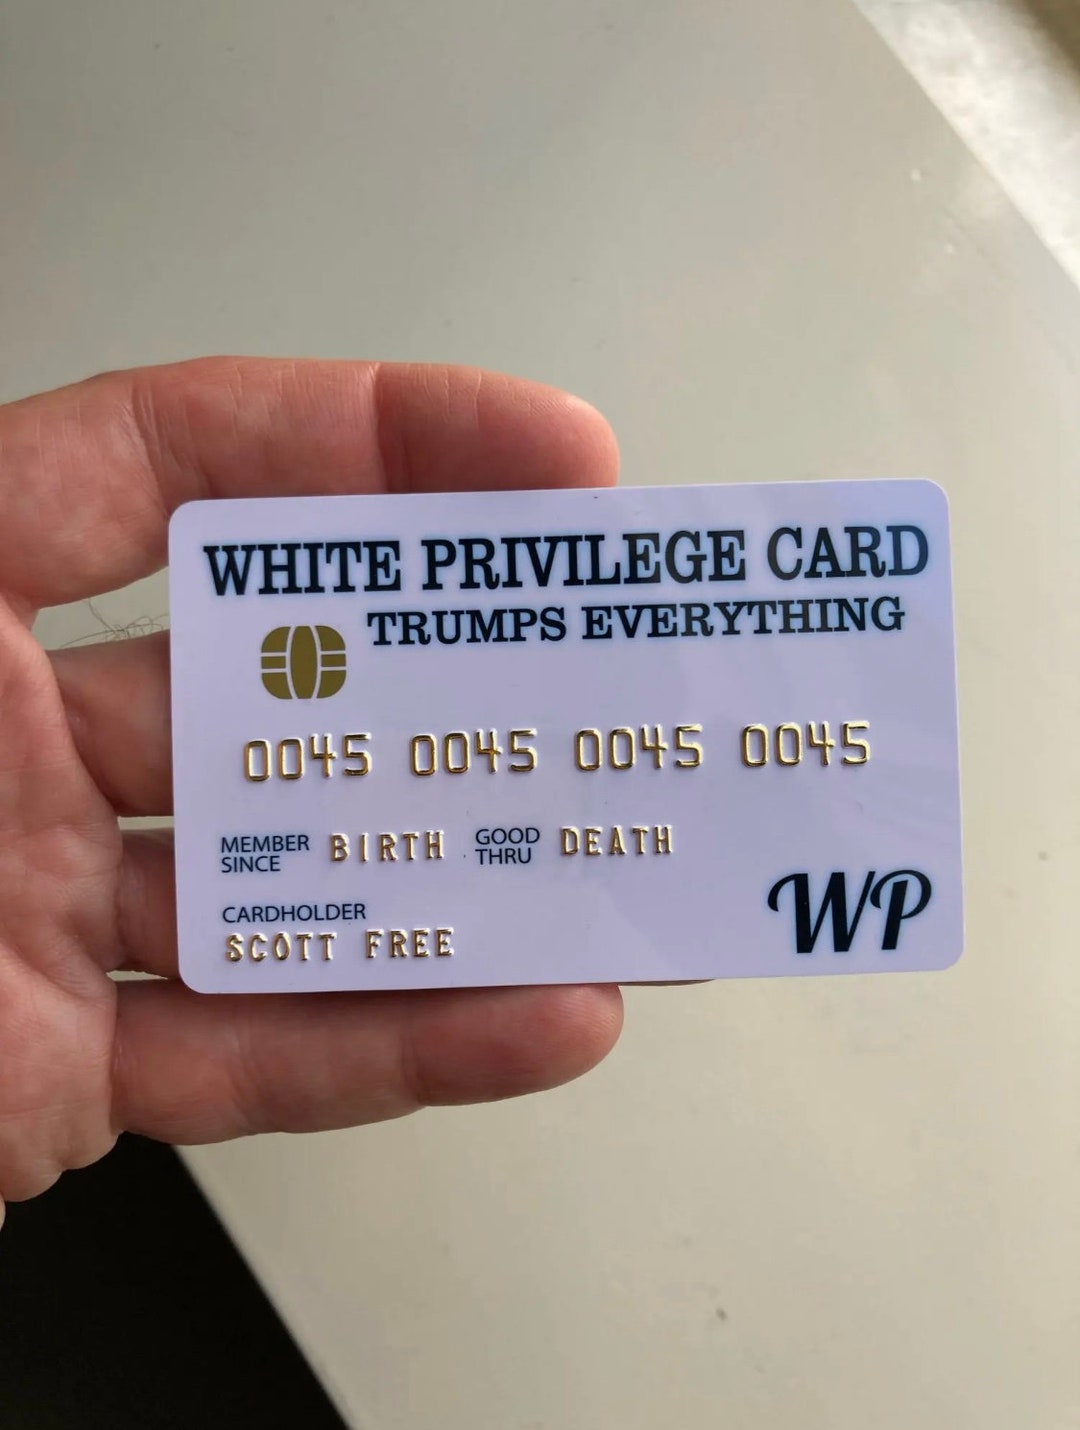 WHITE PRIVILEGE CARD
TRUMPS EVERYTHING
0045 0045 0045 0045
MEMBER SINCE BIRTH GOOD THRU DEATH
CARDHOLDER
SCOTT FREE
WP